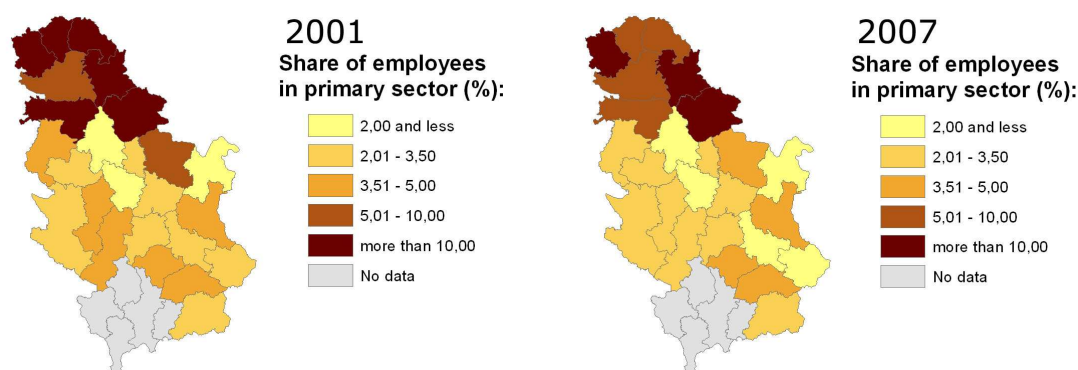 2001
Share of employees
in primary sector (%):
2,00 and less
2,01 - 3,50
3,51 - 5,00
5,01 - 10,00
more than 10,00
No data
2007
Share of employees
in primary sector (%):
2,00 and less
2,01 - 3,50
3,51 - 5,00
5,01 - 10,00
more than 10,00
No data